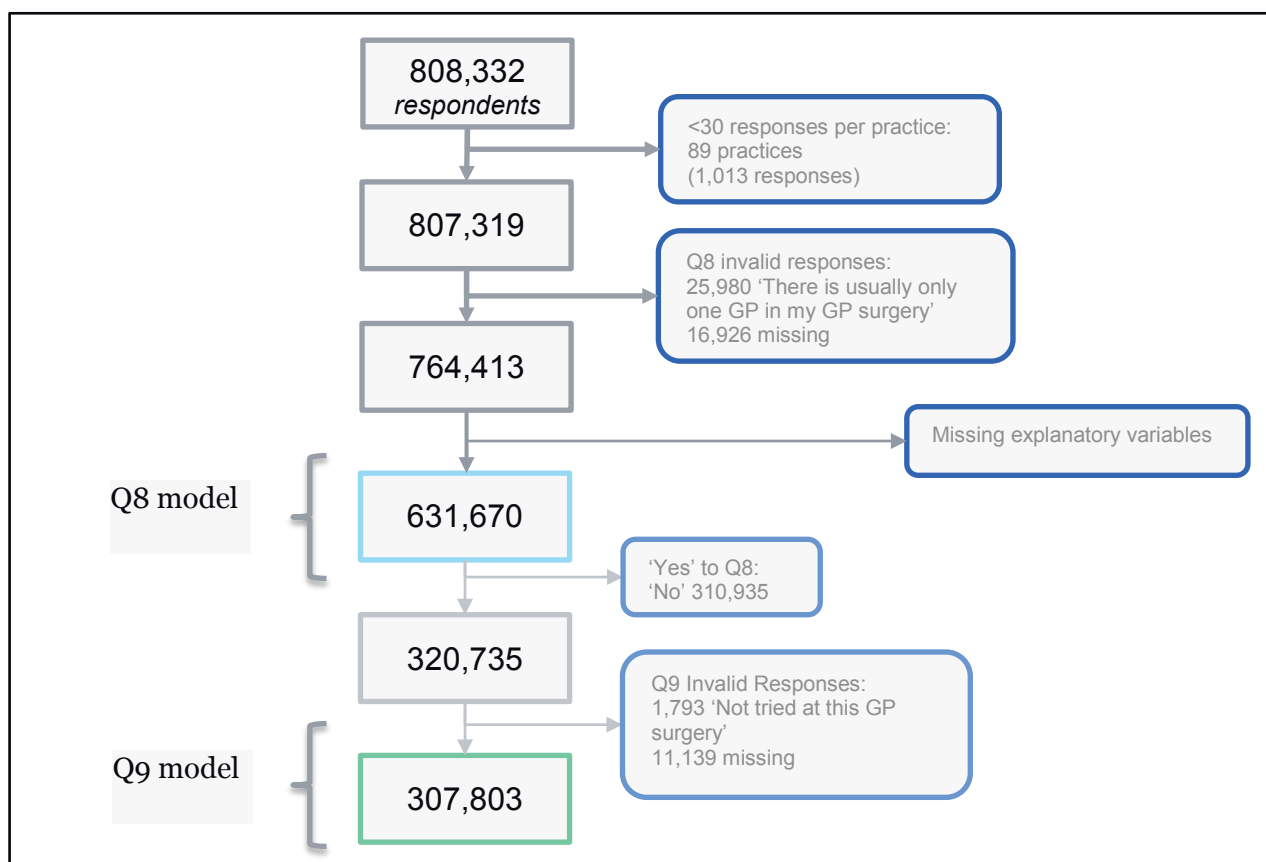 808,332
respondents
<30 responses per practice:
89 practices
(1,013 responses)
807,319
Q8 invalid responses:
25,980 ‘There is usually only
one GP in my GP surgery’
16,926 missing
764,413
Missing explanatory variables
Q8 model
631,670
‘Yes’ to Q8:
‘No’ 310,935
320,735
Q9 Invalid Responses:
1,793 ‘Not tried at this GP
surgery’
11,139 missing
Q9 model
307,803